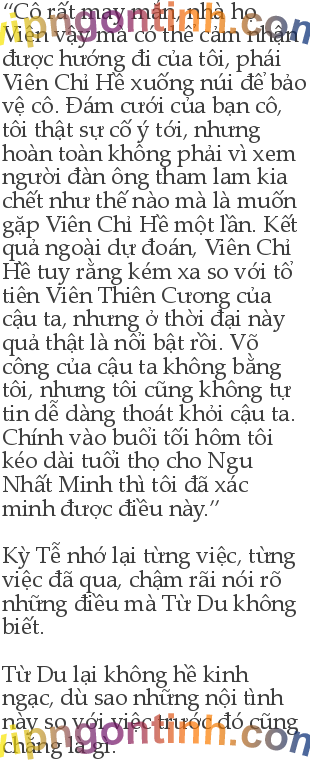 “Cô rất may mắn, nhà họ
Viên vậy mà có thể cảm nhận
được hướng đi của tôi, phái
Viên Chỉ Hề xuống núi để bảo
vệ cô. Đám cưới của bạn cô,
tôi thật sự cố ý tới, nhưng
hoàn toàn không phải vì xem
người đàn ông tham lam kia
chết như thế nào mà là muốn
gặp Viên Chỉ Hề một lần. Kết
quả ngoài dự đoán, Viên Chỉ
Hề tuy rằng kém xa so với tổ
tiên Viên Thiên Cương của
cậu ta, nhưng ở thời đại này
quả thật là nổi bật rồi. Võ
công của cậu ta không bằng
tôi, nhưng tôi cũng không tự
tin dễ dàng thoát khỏi cậu ta.
Chính vào buổi tối hôm tôi
kéo dài tuổi thọ cho Ngu
Nhất Minh thì tôi đã xác
minh được điều này.”
Kỳ Tễ nhớ lại từng việc, từng
việc đã qua, chậm rãi nói rõ
những điều mà Từ Du không
biết.
Từ Du lại không hề kinh
ngạc, dù sao những nội tình
này so với việc trước đó cũng
chẳng là gì.
vipngontinh.com
vipngontinh.com